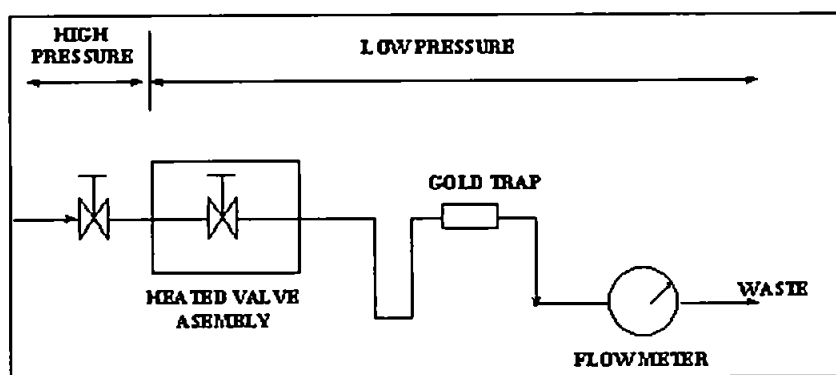 HIGH
PRESSURE
LOW PRESSURE
GOLD TRAP
HEATED VALVE
ASEMBLY
WASTE
FLOWMETER